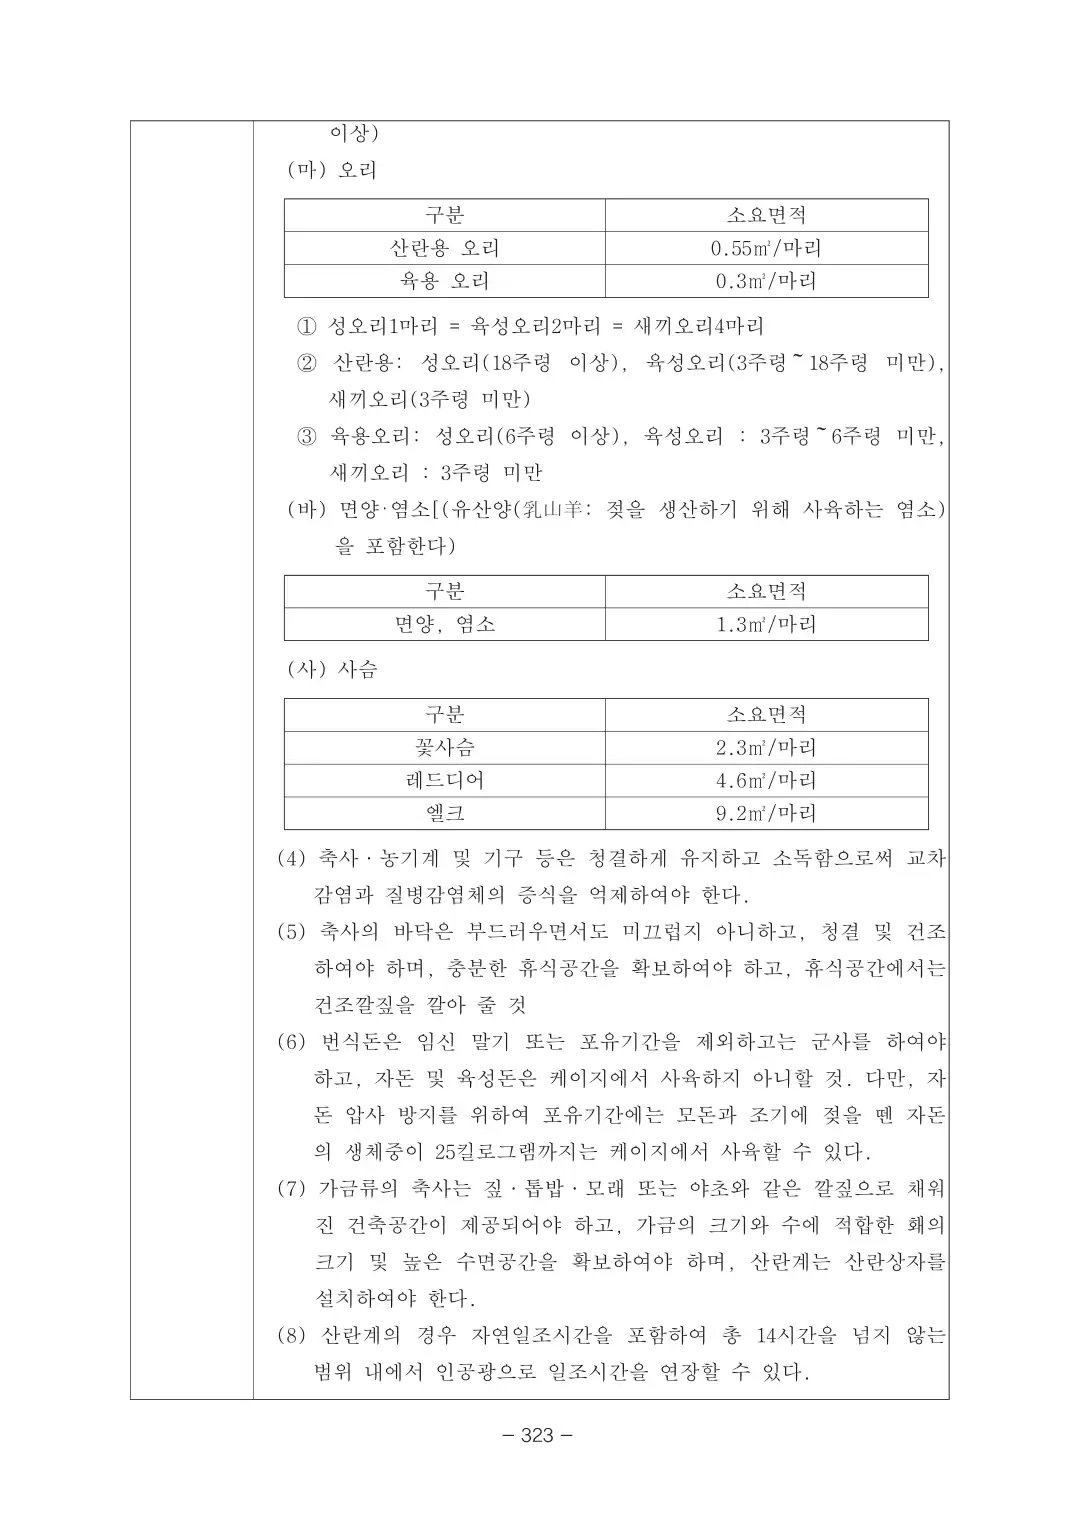 이상)
(마) 오리
구분 소요면적
산란용 오리 0.55㎡/마리
육용 오리 0.3㎡/마리
① 성오리1마리 = 육성오리2마리 = 새끼오리4마리
② 산란용: 성오리(18주령 이상), 육성오리(3주령~18주령 미만),
새끼오리(3주령 미만)
③ 육용오리: 성오리(6주령 이상), 육성오리 : 3주령~6주령 미만,
새끼오리 : 3주령 미만
(바) 면양·염소[(유산양(乳山羊: 젖을 생산하기 위해 사육하는 염소)
을 포함한다)
구분 소요면적
면양, 염소 1.3㎡/마리
(사) 사슴
구분 소요면적
꽃사슴 2.3㎡/마리
레드디어 4.6㎡/마리
엘크 9.2㎡/마리
(4) 축사·농기계 및 기구 등은 청결하게 유지하고 소독함으로써 교차
감염과 질병감염체의 증식을 억제하여야 한다.
(5) 축사의 바닥은 부드러우면서도 미끄럽지 아니하고, 청결 및 건조
하여야 하며, 충분한 휴식공간을 확보하여야 하고, 휴식공간에서는
건조깔짚을 깔아 줄 것
(6) 번식돈은 임신 말기 또는 포유기간을 제외하고는 군사를 하여야
하고, 자돈 및 육성돈은 케이지에서 사육하지 아니할 것. 다만, 자
돈 압사 방지를 위하여 포유기간에는 모돈과 조기에 젖을 뗀 자돈
의 생체중이 25킬로그램까지는 케이지에서 사육할 수 있다.
(7) 가금류의 축사는 짚·톱밥·모래 또는 야초와 같은 깔짚으로 채워
진 건축공간이 제공되어야 하고, 가금의 크기와 수에 적합한 홰의
크기 및 높은 수면공간을 확보하여야 하며, 산란계는 산란상자를
설치하여야 한다.
(8) 산란계의 경우 자연일조시간을 포함하여 총 14시간을 넘지 않는
범위 내에서 인공광으로 일조시간을 연장할 수 있다.
- 323 -